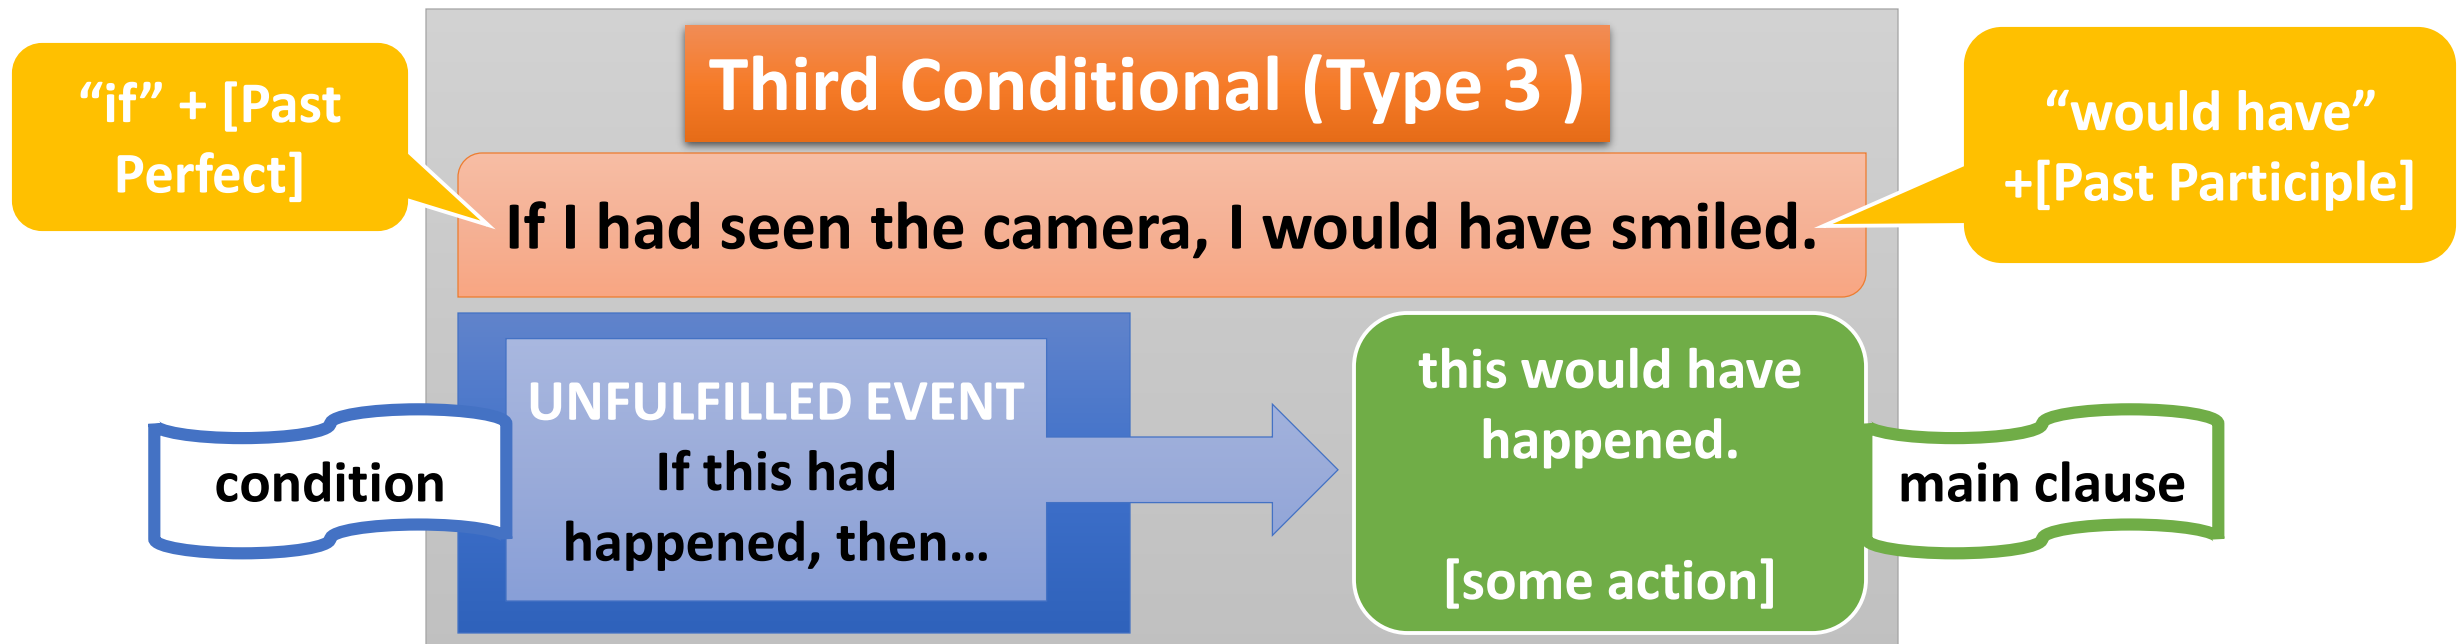 Third Conditional (Type 3 )
“if” + [Past
Perfect]
“would have”
+[Past Participle]
If I had seen the camera, I would have smiled.
condition
UNFULFILLED EVENT
If this had
happened, then…
this would have
happened.
[some action]
main clause